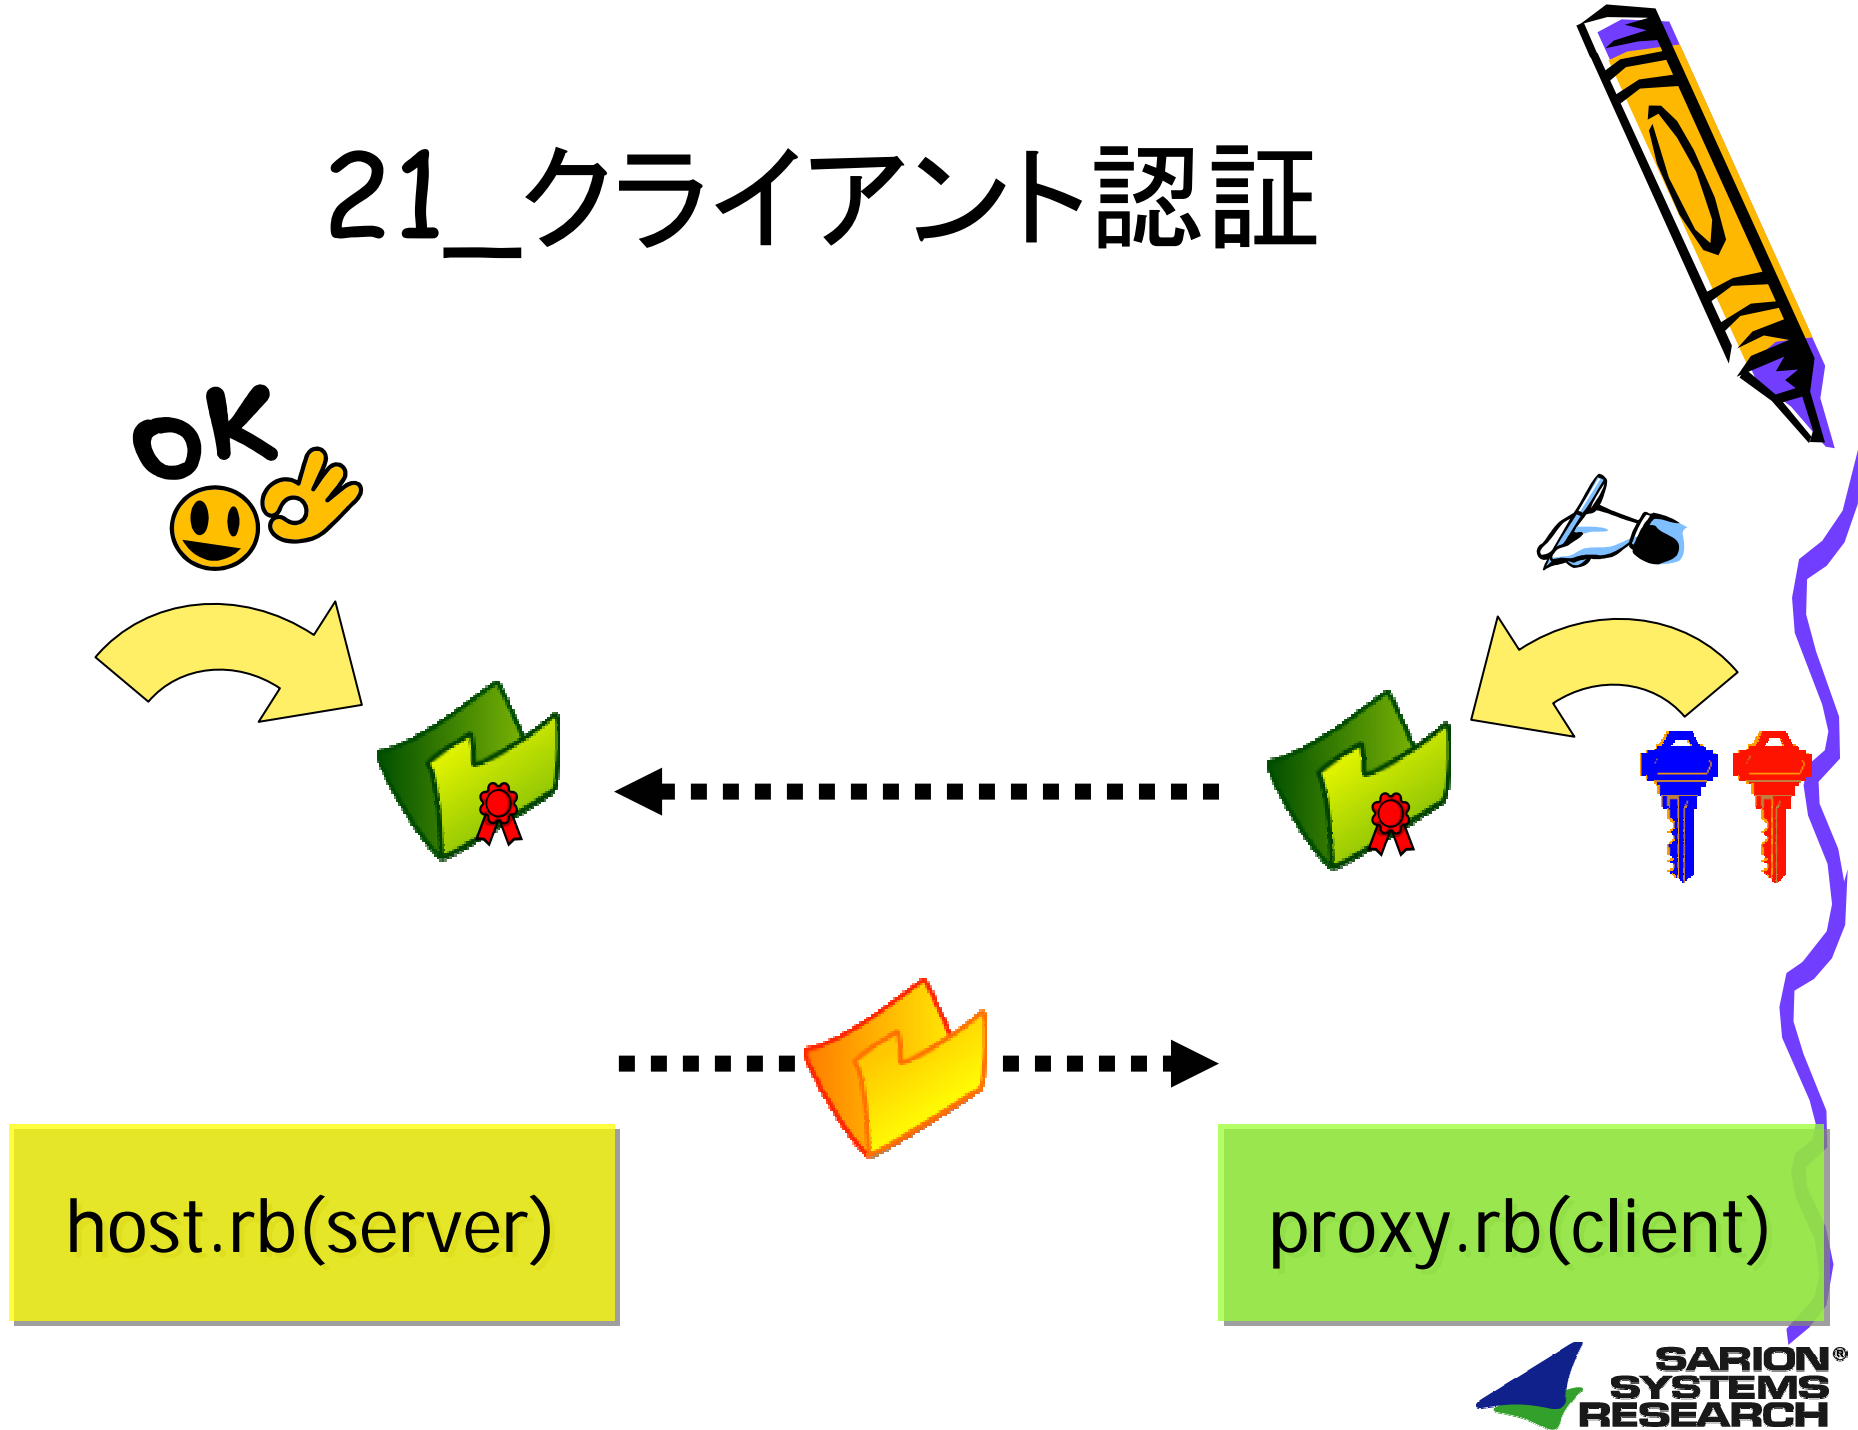 21_クライアント認証
OK
host.rb(server)
proxy.rb(client)
SARION®
SYSTEMS
RESEARCH